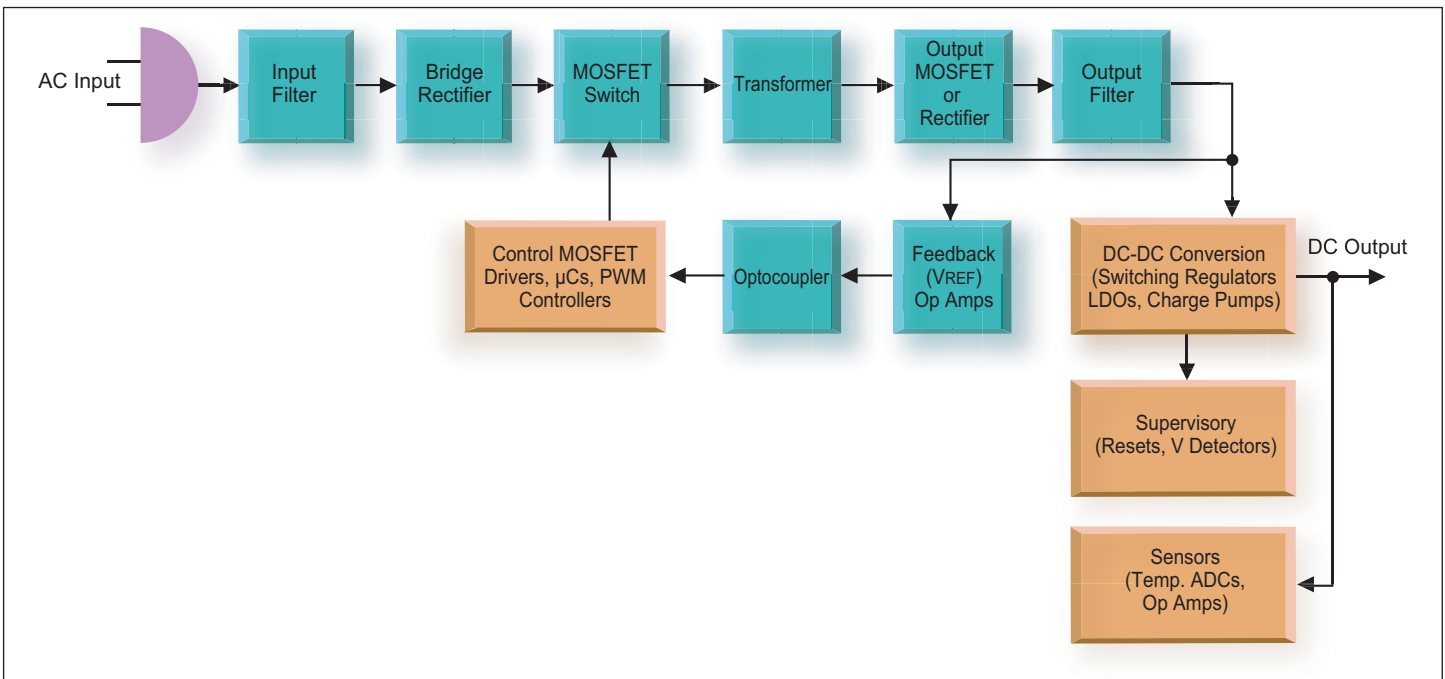 AC Input
Input
Filter
Bridge
Rectifier
MOSFET
Switch
Transformer
Output
MOSFET
or
Rectifier
Output
Filter
Control MOSFET
Drivers, µCs, PWM
Controllers
Optocoupler
Feedback
(VREF)
Op Amps
DC-DC Conversion
(Switching Regulators
LDOs, Charge Pumps)
DC Output
Supervisory
(Resets, V Detectors)
Sensors
(Temp. ADCs,
Op Amps)